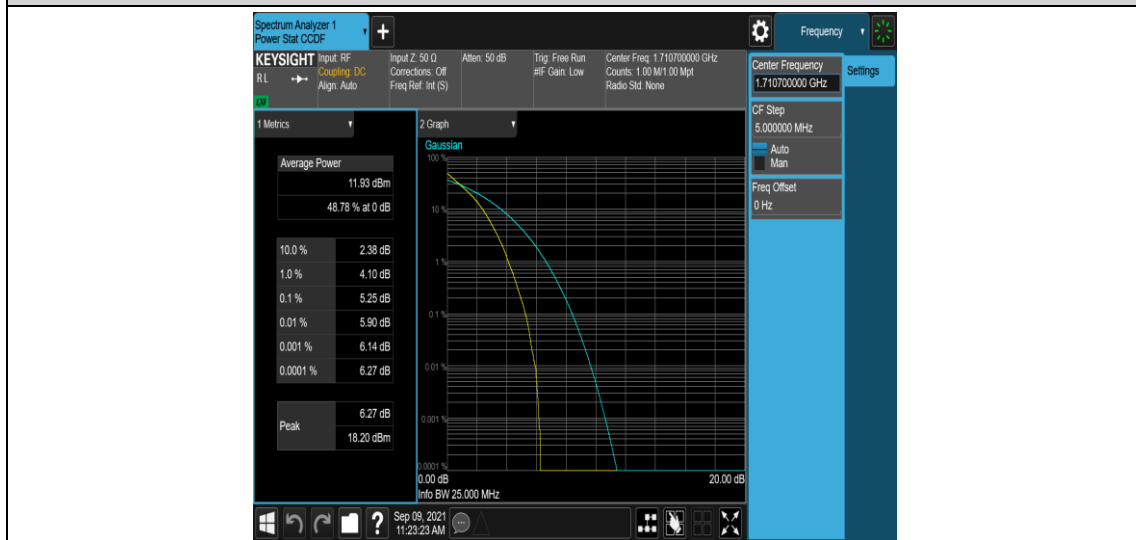 Spectrum Analyzer 1
Power Stat CCDF
+
Frequency
KEYSIGHT
RL
LXI
Input: RF
Coupling: DC
Align: Auto
Input Z: 50 Ω
Corrections: Off
Freq Ref: Int (S)
Atten: 50 dB
Trig: Free Run
#IF Gain: Low
Center Freq: 1.710700000 GHz
Counts: 1.00 M/1.00 Mpt
Radio Std: None
Center Frequency
1.710700000 GHz
Settings
CF Step
5.000000 MHz
Auto
Man
Freq Offset
0 Hz
1 Metrics
Average Power
11.93 dBm
48.78 % at 0 dB
10.0 % 2.38 dB
1.0 % 4.10 dB
0.1 % 5.25 dB
0.01 % 5.90 dB
0.001 % 6.14 dB
0.0001 % 6.27 dB
Peak 6.27 dB
18.20 dBm
2 Graph
Gaussian
100 %
10 %
1 %
0.1 %
0.01 %
0.001 %
0.0001 %
0.00 dB 20.00 dB
Info BW 25.000 MHz
?
Sep 09, 2021
11:23:23 AM